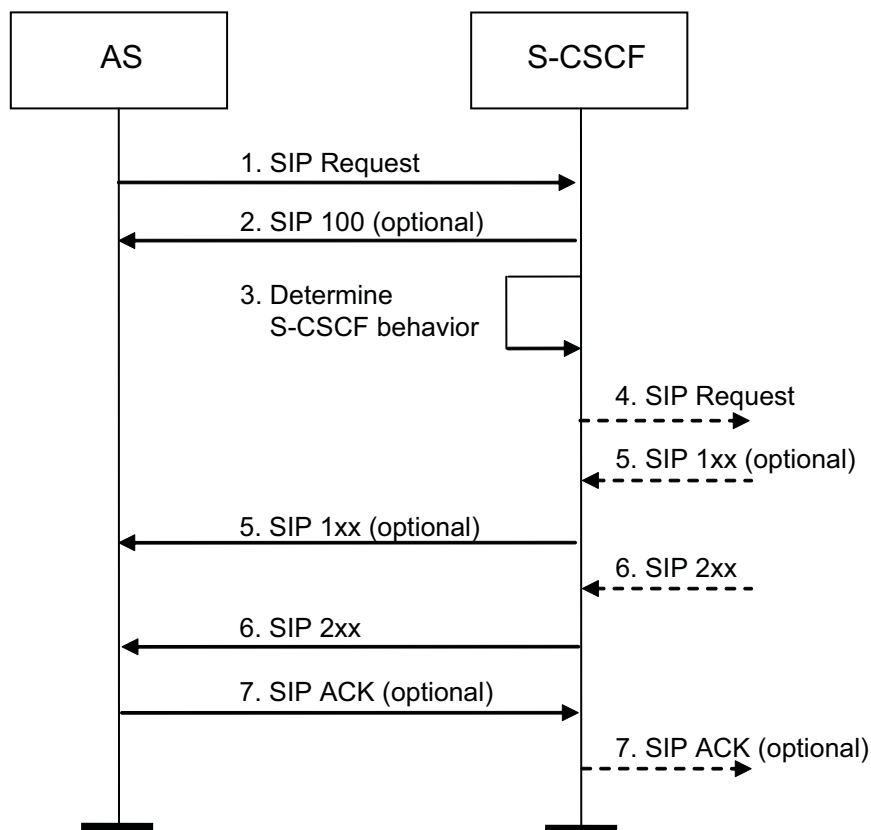 AS
S-CSCF
1. SIP Request
2. SIP 100 (optional)
3. Determine
S-CSCF behavior
4. SIP Request
5. SIP 1xx (optional)
5. SIP 1xx (optional)
6. SIP 2xx
6. SIP 2xx
7. SIP ACK (optional)
7. SIP ACK (optional)